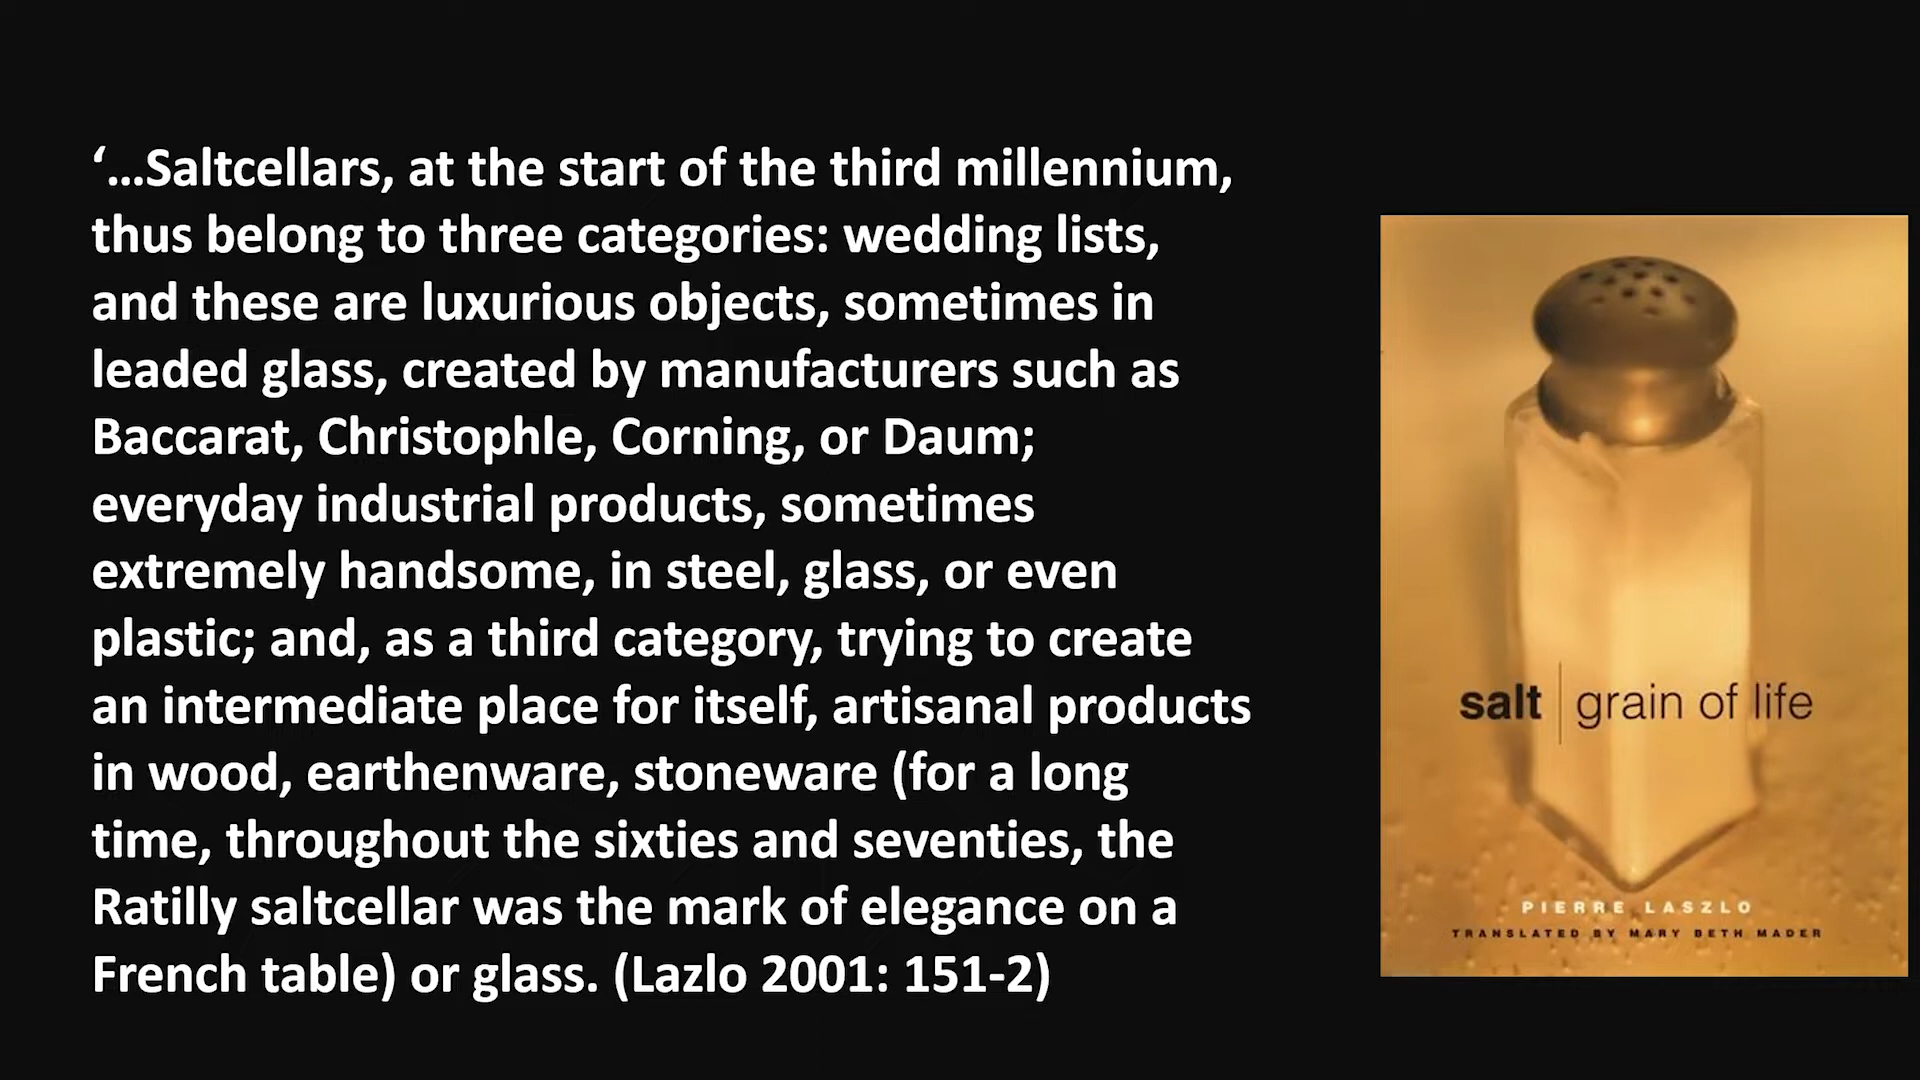 ‘...Saltcellars, at the start of the third millennium,
thus belong to three categories: wedding lists,
and these are luxurious objects, sometimes in
leaded glass, created by manufacturers such as
Baccarat, Christophle, Corning, or Daum;
everyday industrial products, sometimes
extremely handsome, in steel, glass, or even
plastic; and, as a third category, trying to create
an intermediate place for itself, artisanal products
in wood, earthenware, stoneware (for a long
time, throughout the sixties and seventies, the
Ratilly saltcellar was the mark of elegance on a
French table) or glass. (Lazlo 2001: 151-2)
salt | grain of life
PIERRE LASZLO
TRANSLATED BY MARY BETH MADER